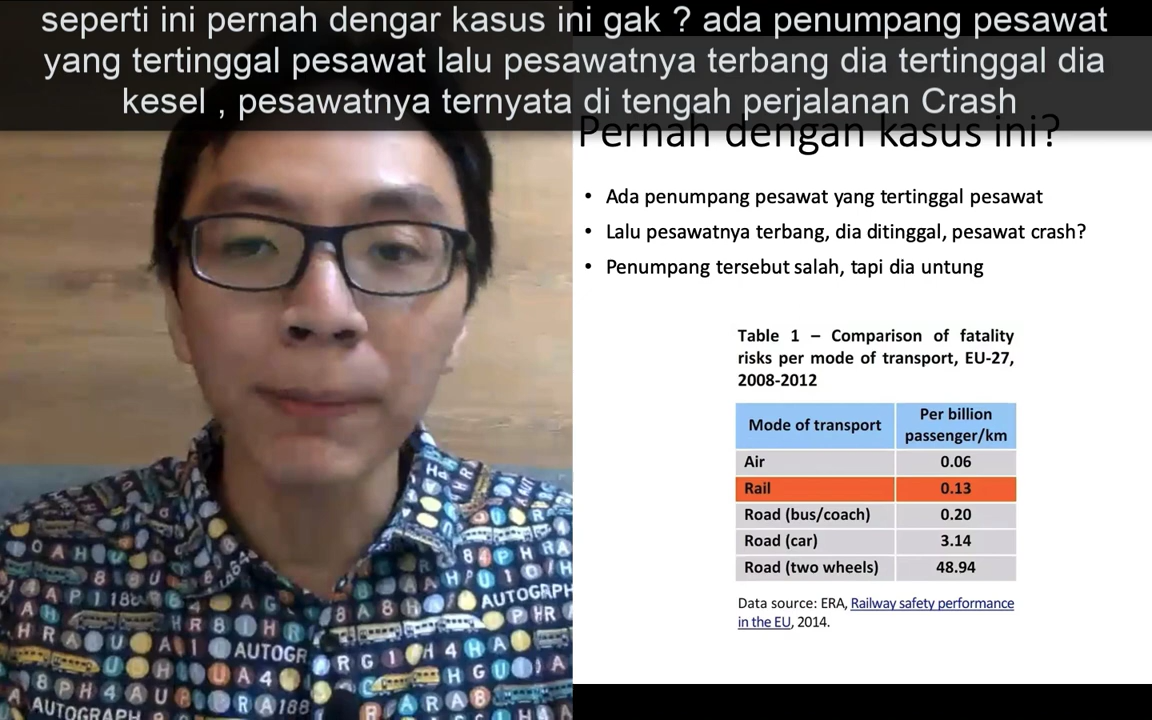 seperti ini pernah dengar kasus ini gak ? ada penumpang pesawat
yang tertinggal pesawat lalu pesawatnya terbang dia tertinggal dia
kesel , pesawatnya ternyata di tengah perjalanan Crash
Pernah dengan kasus ini?
• Ada penumpang pesawat yang tertinggal pesawat
• Lalu pesawatnya terbang, dia ditinggal, pesawat crash?
• Penumpang tersebut salah, tapi dia untung
Table 1 – Comparison of fatality
risks per mode of transport, EU-27,
2008-2012
Mode of transport Per billion
passenger/km
Air 0.06
Rail 0.13
Road (bus/coach) 0.20
Road (car) 3.14
Road (two wheels) 48.94
Data source: ERA, Railway safety performance
in the EU, 2014.